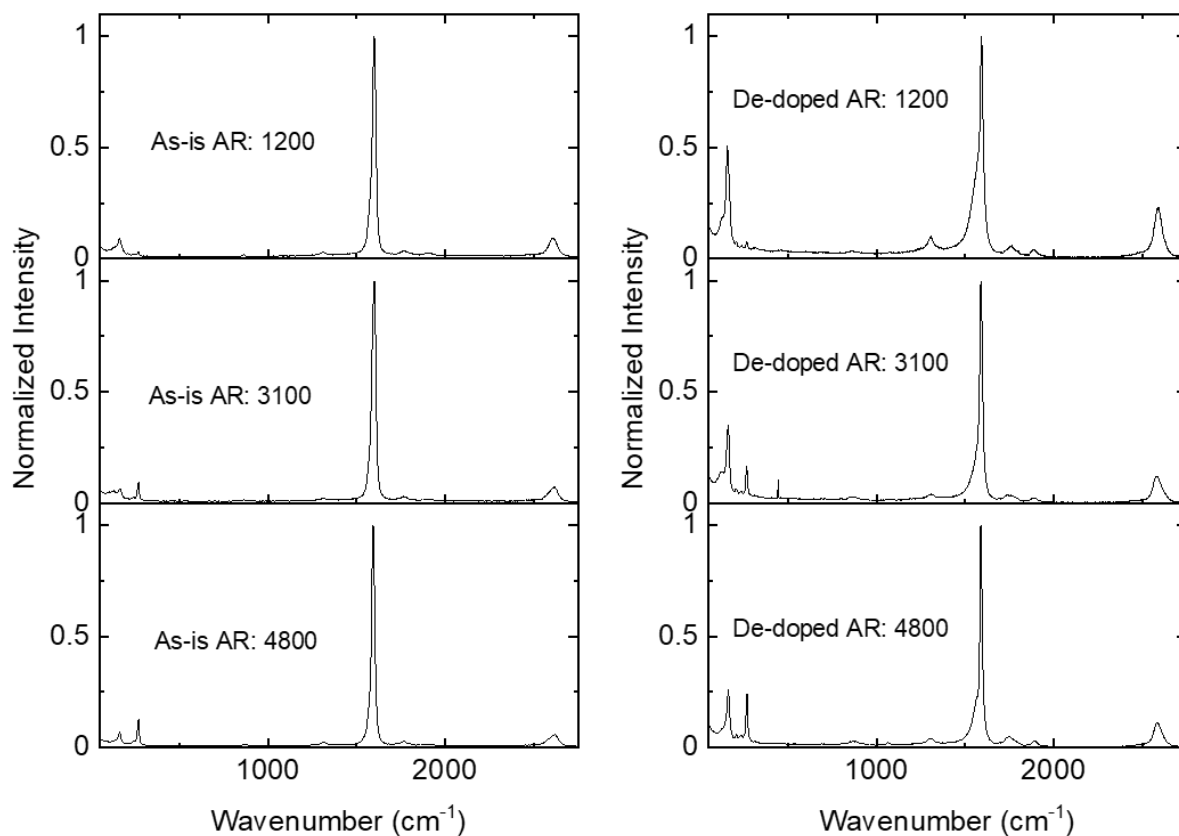 Normalized Intensity
1
0.5
0
As-is AR: 1200
1
0.5
0
As-is AR: 3100
1
0.5
0
As-is AR: 4800
1000
2000
Wavenumber (cm⁻¹)
Normalized Intensity
1
0.5
0
De-doped AR: 1200
1
0.5
0
De-doped AR: 3100
1
0.5
0
De-doped AR: 4800
1000
2000
Wavenumber (cm⁻¹)